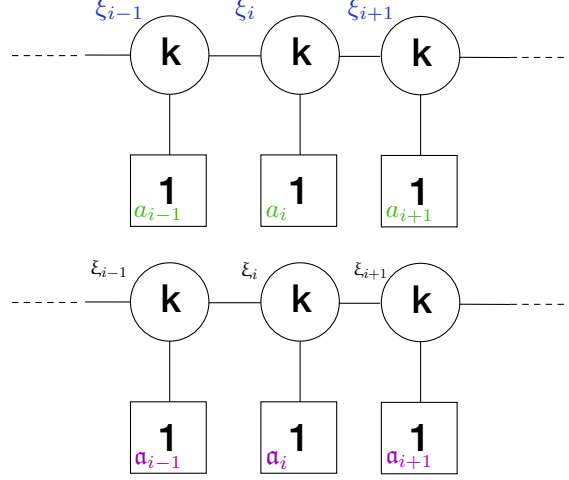 ξ_{i−1} ξ_i ξ_{i+1}
k k k
1 1 1
a_{i−1} a_i a_{i+1}
ξ_{i−1} ξ_i ξ_{i+1}
k k k
1 1 1
𝔞_{i−1} 𝔞_i 𝔞_{i+1}